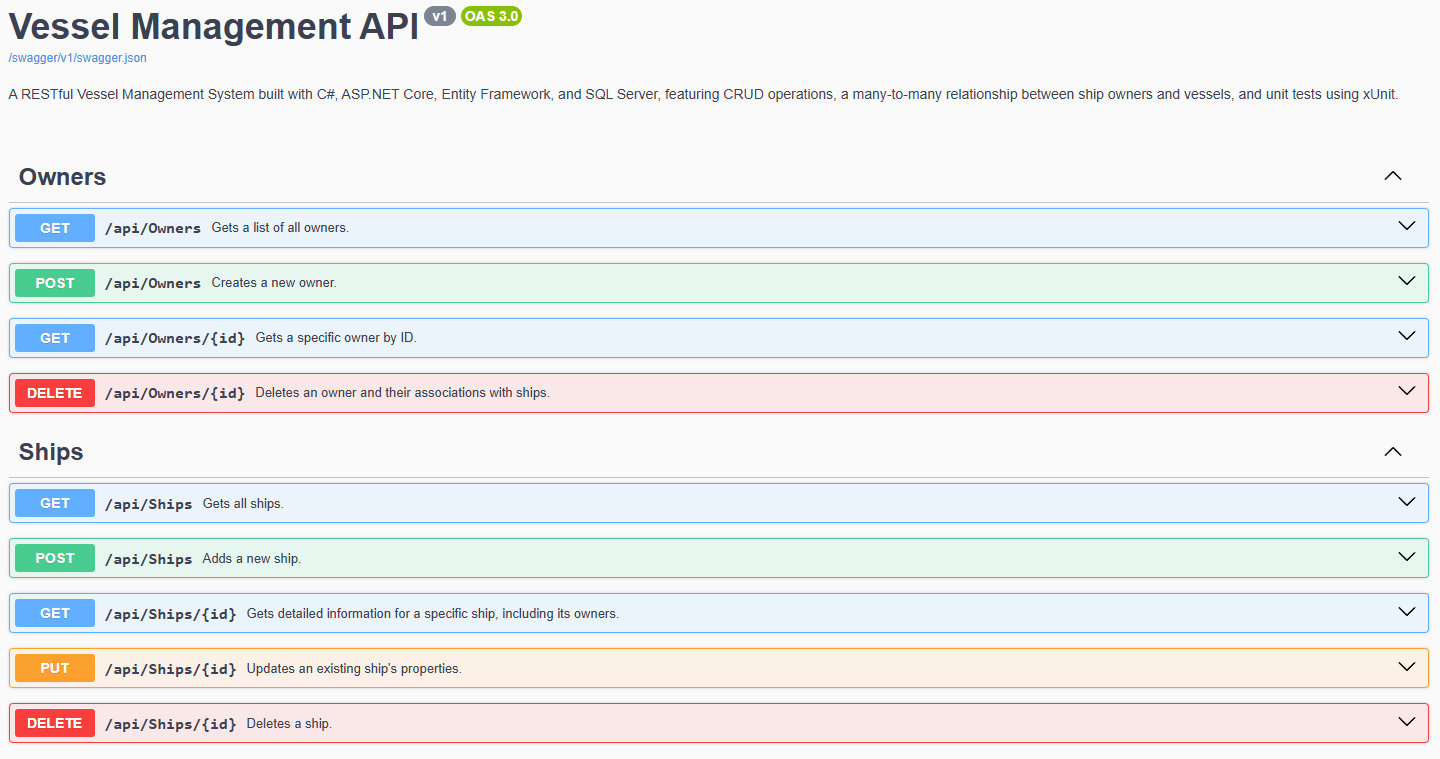 Vessel Management API v1 OAS 3.0
/swagger/v1/swagger.json
A RESTful Vessel Management System built with C#, ASP.NET Core, Entity Framework, and SQL Server, featuring CRUD operations, a many-to-many relationship between ship owners and vessels, and unit tests using xUnit.
Owners
GET /api/Owners Gets a list of all owners.
POST /api/Owners Creates a new owner.
GET /api/Owners/{id} Gets a specific owner by ID.
DELETE /api/Owners/{id} Deletes an owner and their associations with ships.
Ships
GET /api/Ships Gets all ships.
POST /api/Ships Adds a new ship.
GET /api/Ships/{id} Gets detailed information for a specific ship, including its owners.
PUT /api/Ships/{id} Updates an existing ship's properties.
DELETE /api/Ships/{id} Deletes a ship.